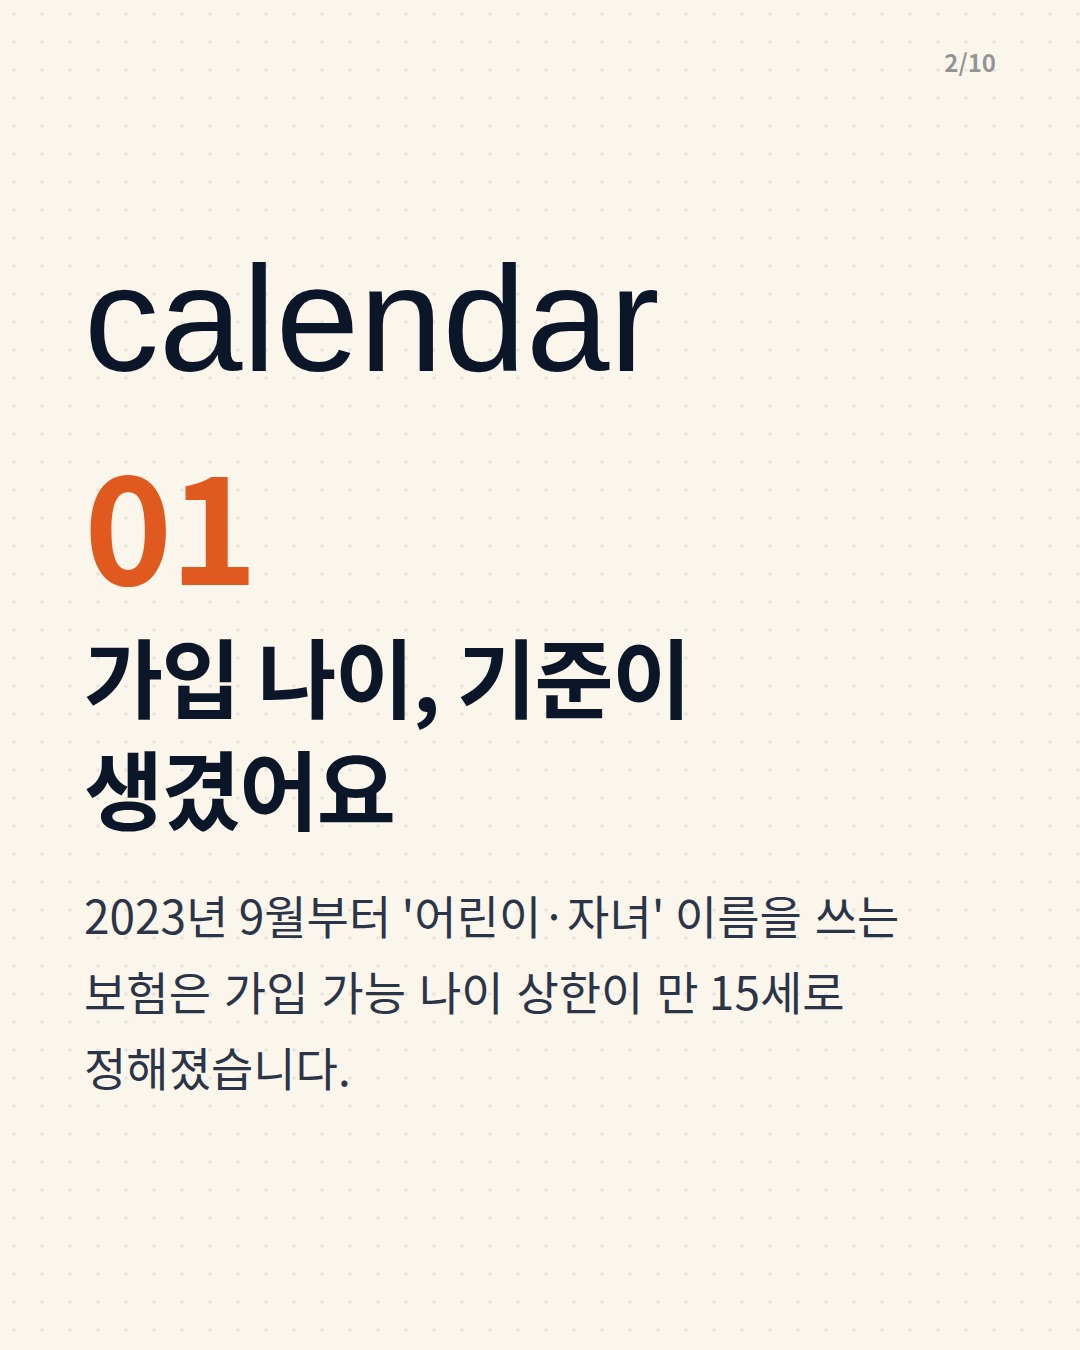 2/10
calendar
01
가입 나이, 기준이
생겼어요
2023년 9월부터 '어린이·자녀' 이름을 쓰는
보험은 가입 가능 나이 상한이 만 15세로
정해졌습니다.